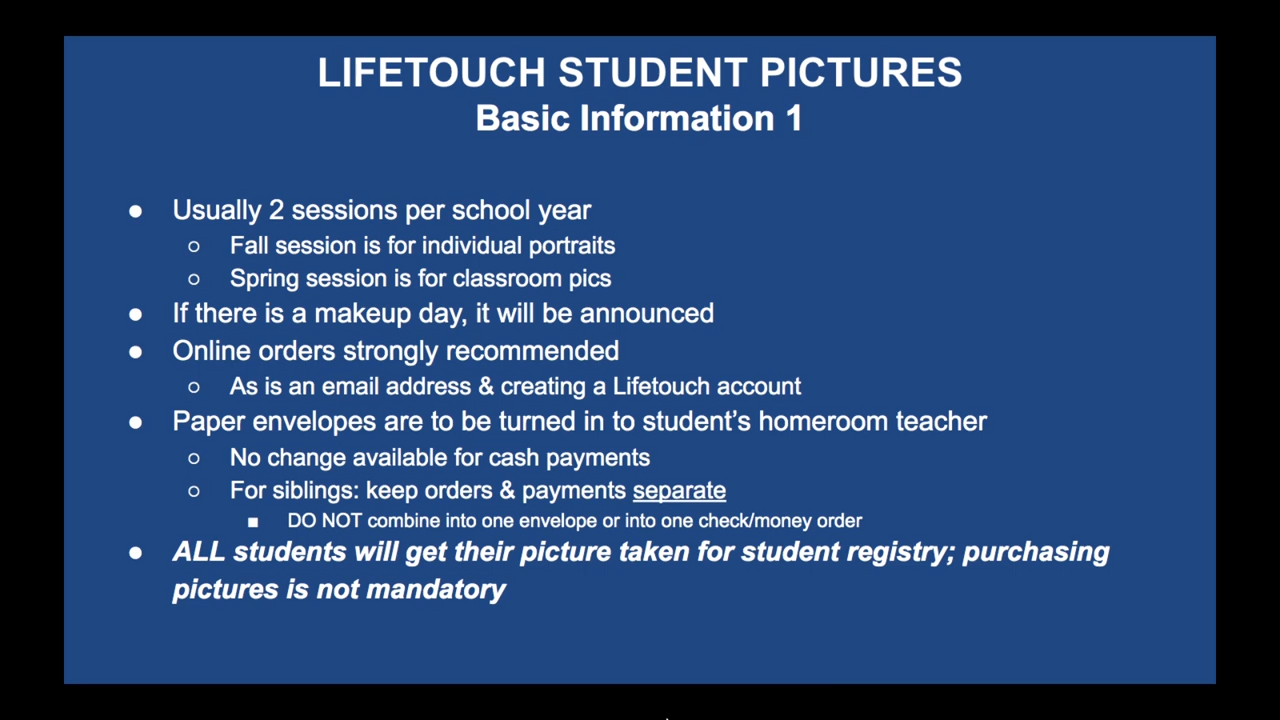 LIFETOUCH STUDENT PICTURES
Basic Information 1
● Usually 2 sessions per school year
○ Fall session is for individual portraits
○ Spring session is for classroom pics
● If there is a makeup day, it will be announced
● Online orders strongly recommended
○ As is an email address & creating a Lifetouch account
● Paper envelopes are to be turned in to student’s homeroom teacher
○ No change available for cash payments
○ For siblings: keep orders & payments separate
■ DO NOT combine into one envelope or into one check/money order
● ALL students will get their picture taken for student registry; purchasing
pictures is not mandatory